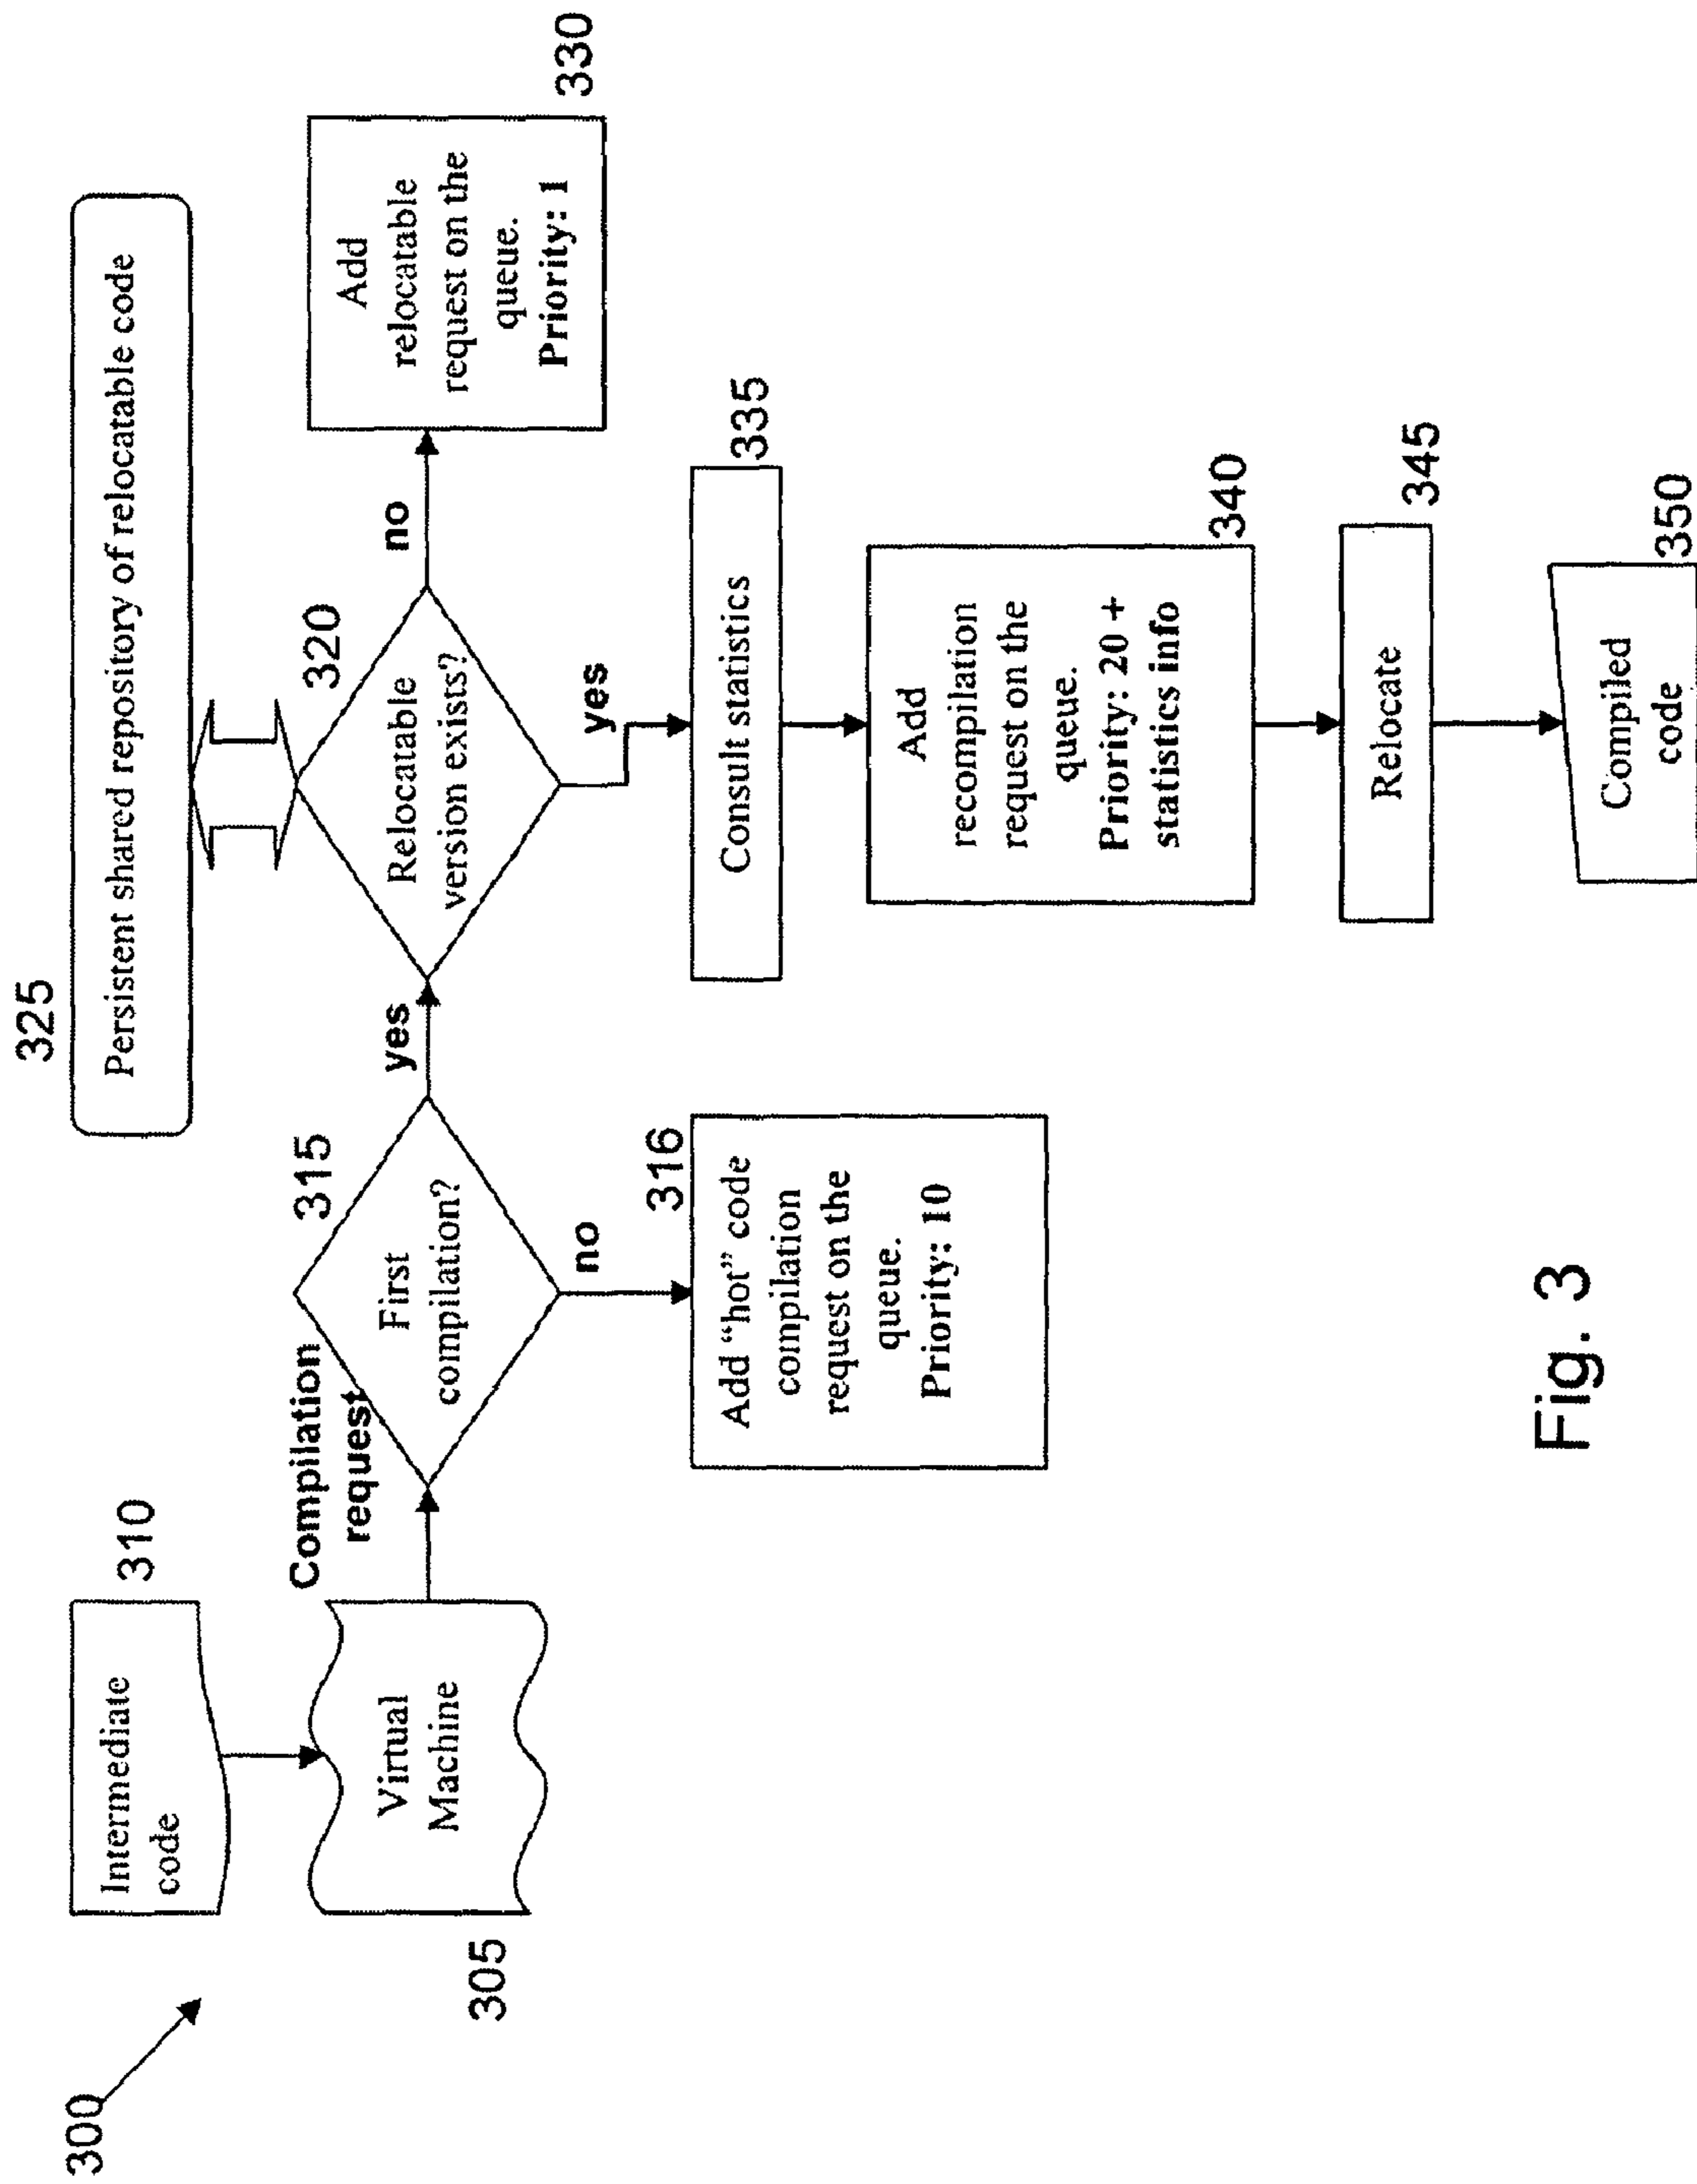 300
Intermediate
code
310
Virtual
Machine
305
Compilation
request
First
compilation?
315
no
Add "hot" code
compilation
request on the
queue.
Priority: 10
316
yes
Relocatable
version exists?
320
325
Persistent shared repository of relocatable code
no
Add
relocatable
request on the
queue.
Priority: 1
330
yes
Consult statistics
335
Add
recompilation
request on the
queue.
Priority: 20 +
statistics info
340
Relocate
345
Compiled
code
350
Fig. 3